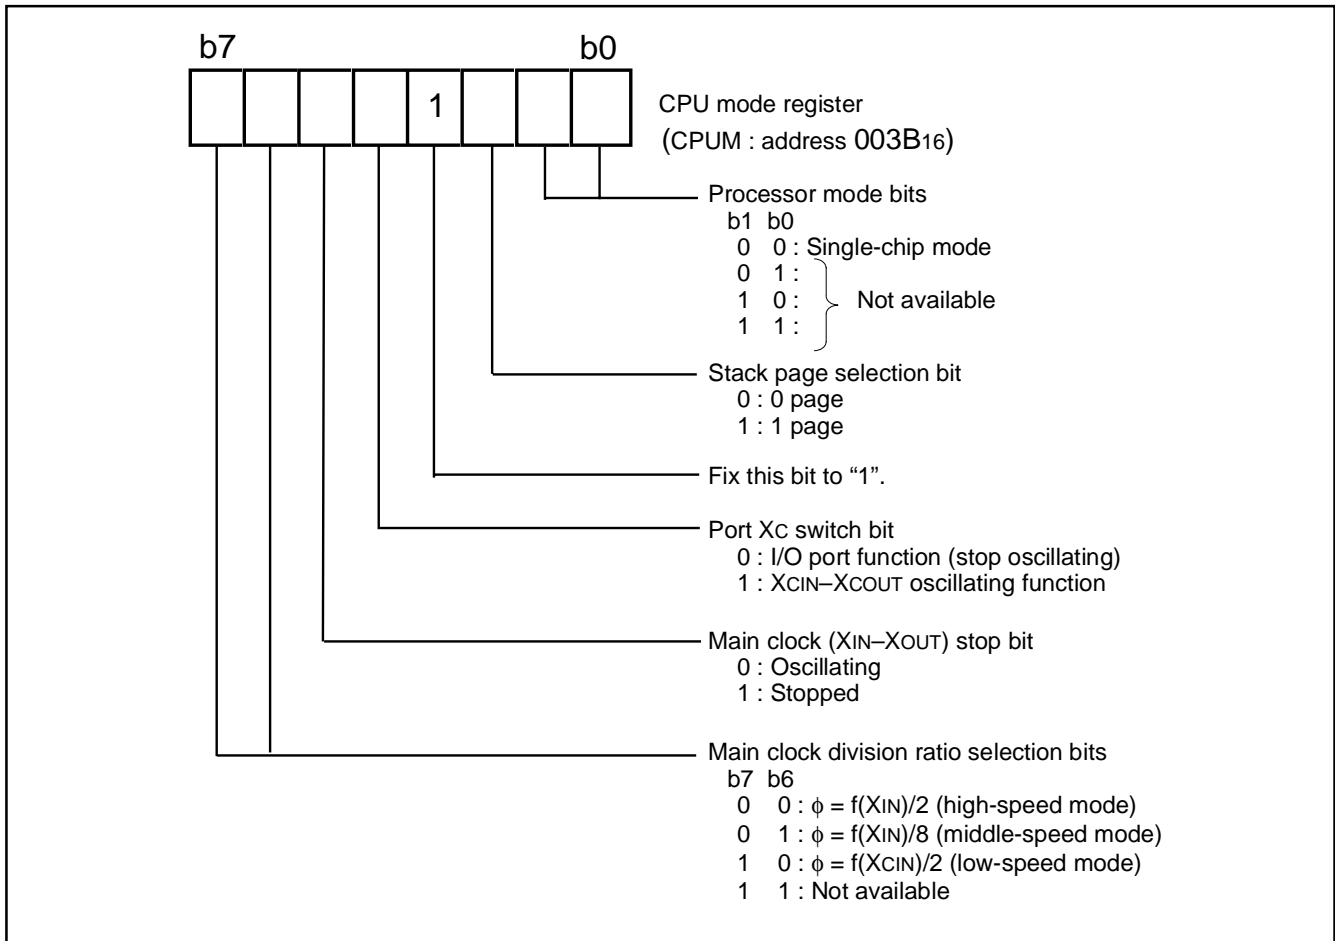 b7 b0
1
CPU mode register
(CPUM : address 003B16)
Processor mode bits
b1 b0
0 0 : Single-chip mode
0 1 :
1 0 : Not available
1 1 :
Stack page selection bit
0 : 0 page
1 : 1 page
Fix this bit to “1”.
Port XC switch bit
0 : I/O port function (stop oscillating)
1 : XCIN–XCOUT oscillating function
Main clock (XIN–XOUT) stop bit
0 : Oscillating
1 : Stopped
Main clock division ratio selection bits
b7 b6
0 0 : ϕ = f(XIN)/2 (high-speed mode)
0 1 : ϕ = f(XIN)/8 (middle-speed mode)
1 0 : ϕ = f(XCIN)/2 (low-speed mode)
1 1 : Not available